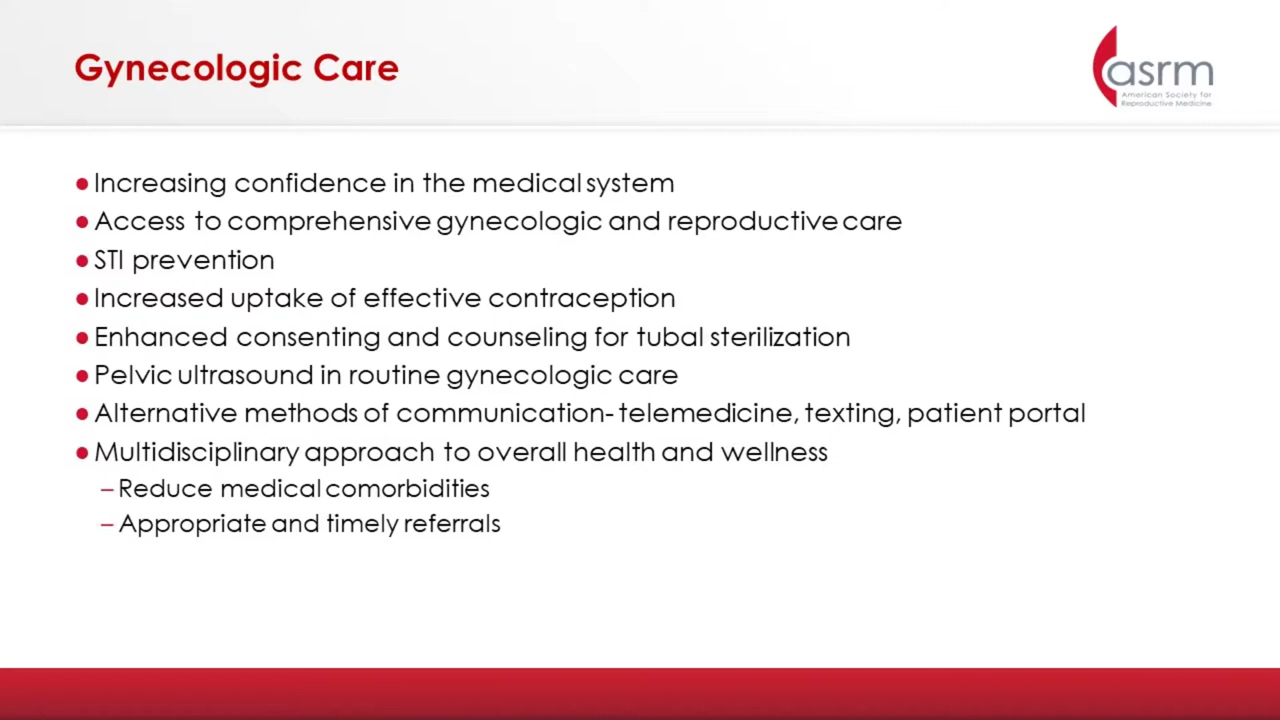 Gynecologic Care
asrm
American Society for
Reproductive Medicine
● Increasing confidence in the medical system
● Access to comprehensive gynecologic and reproductive care
● STI prevention
● Increased uptake of effective contraception
● Enhanced consenting and counseling for tubal sterilization
● Pelvic ultrasound in routine gynecologic care
● Alternative methods of communication- telemedicine, texting, patient portal
● Multidisciplinary approach to overall health and wellness
– Reduce medical comorbidities
– Appropriate and timely referrals